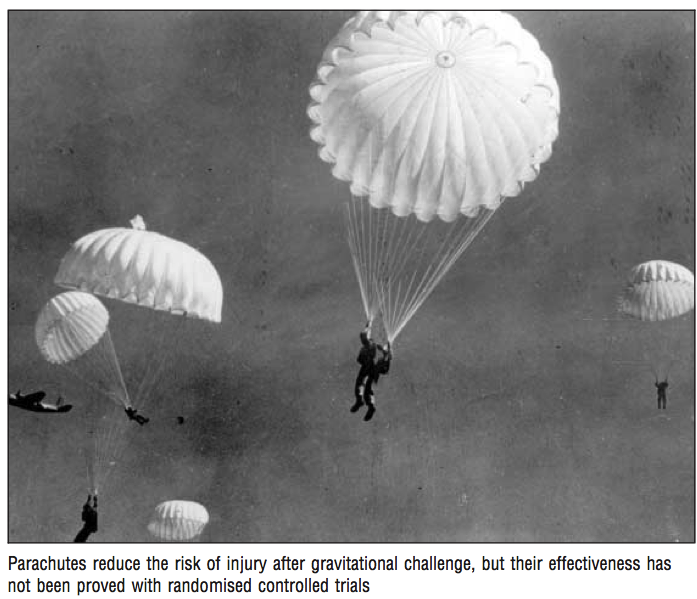 Parachutes reduce the risk of injury after gravitational challenge, but their effectiveness has
not been proved with randomised controlled trials